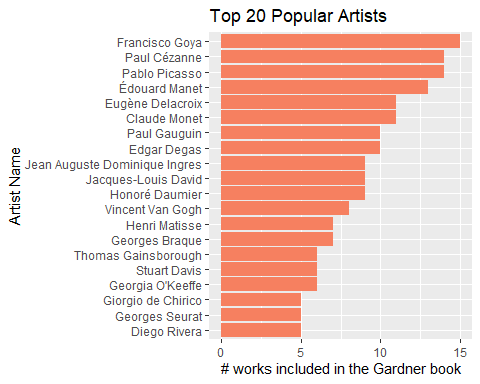 Top 20 Popular Artists
Artist Name
Francisco Goya
Paul Cézanne
Pablo Picasso
Édouard Manet
Eugène Delacroix
Claude Monet
Paul Gauguin
Edgar Degas
Jean Auguste Dominique Ingres
Jacques-Louis David
Honoré Daumier
Vincent Van Gogh
Henri Matisse
Georges Braque
Thomas Gainsborough
Stuart Davis
Georgia O'Keeffe
Giorgio de Chirico
Georges Seurat
Diego Rivera
0 5 10 15
# works included in the Gardner book